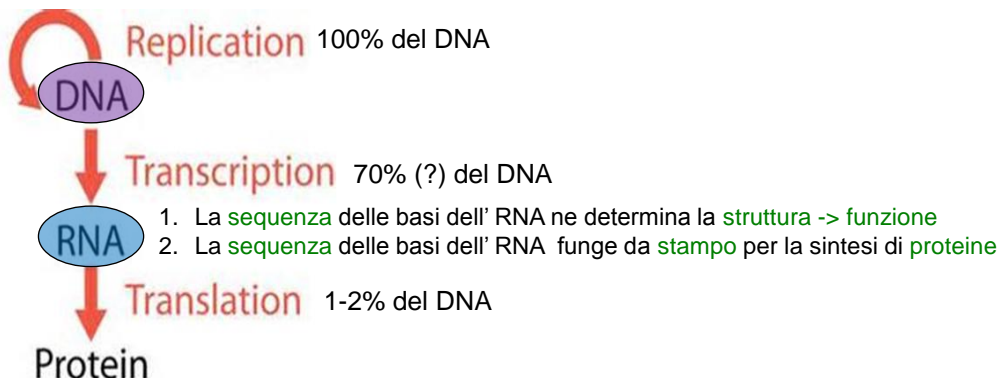 Replication 100% del DNA
DNA
Transcription 70% (?) del DNA
1. La sequenza delle basi dell' RNA ne determina la struttura -> funzione
RNA
2. La sequenza delle basi dell' RNA funge da stampo per la sintesi di proteine
Translation 1-2% del DNA
Protein